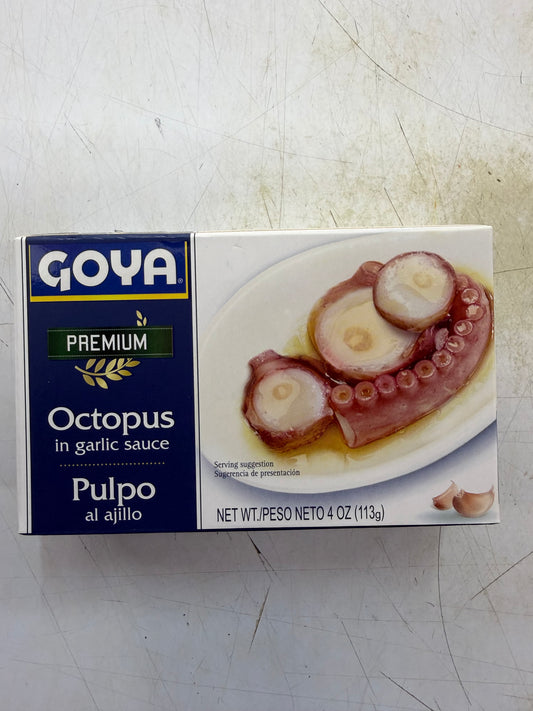 GOYA®
PREMIUM
Octopus
in garlic sauce
Pulpo
al ajillo
Serving suggestion
Sugerencia de presentación
NET WT./PESO NETO 4 OZ (113g)